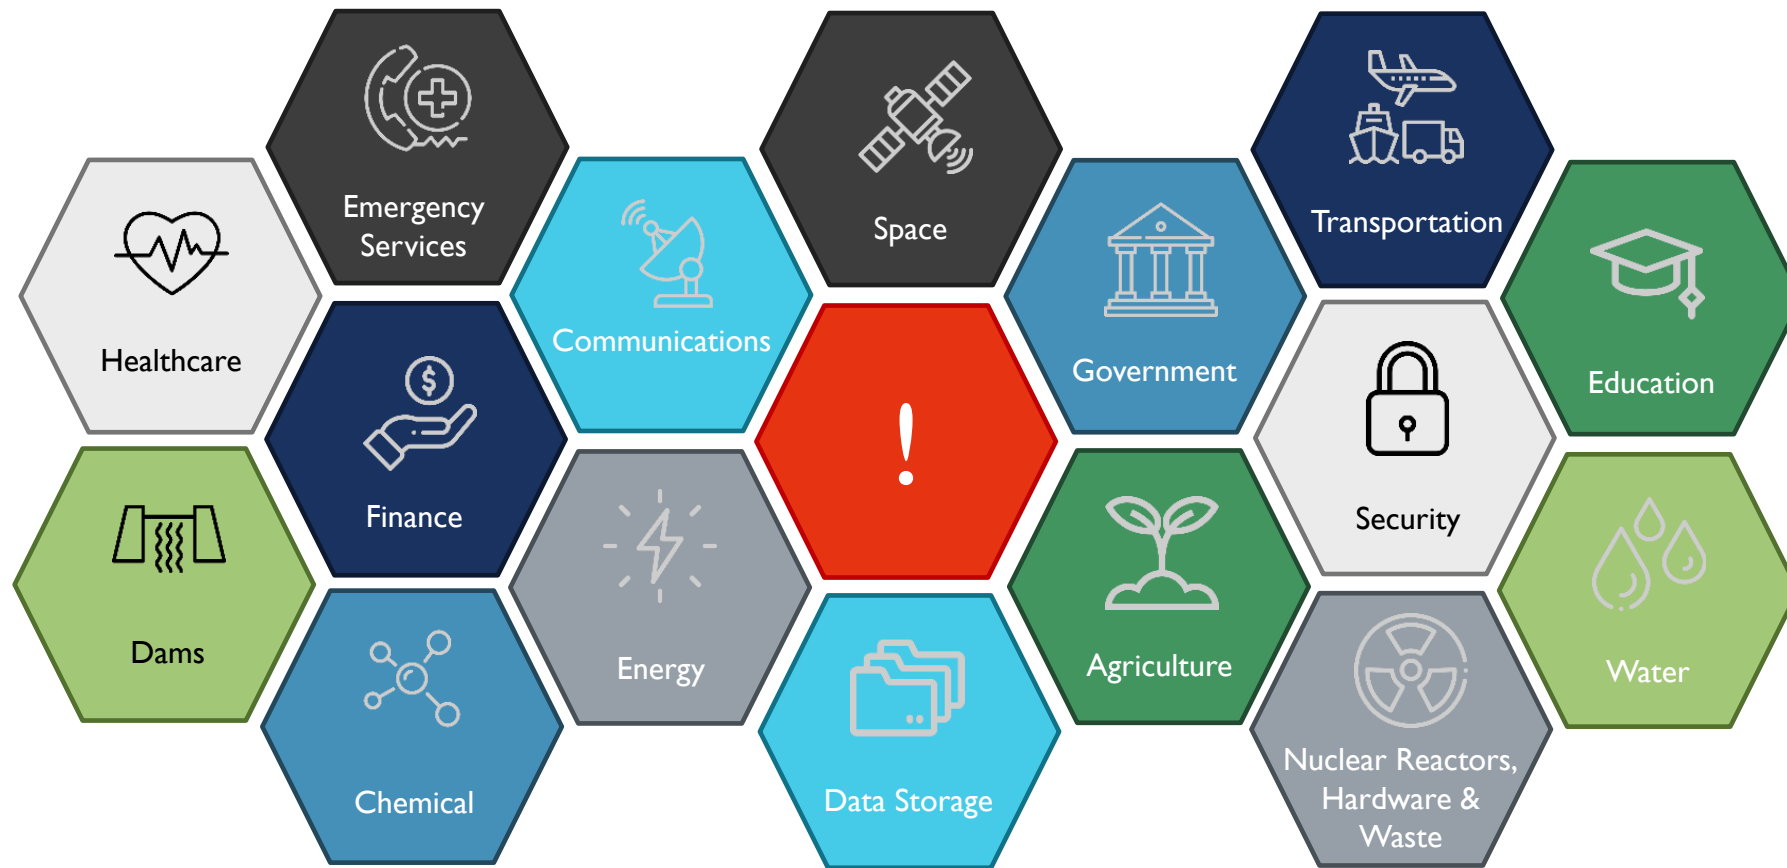 Emergency
Services
Space
Transportation
Healthcare
Communications
Government
Education
Finance
!
Security
Dams
Energy
Agriculture
Water
Chemical
Data Storage
Nuclear Reactors,
Hardware &
Waste